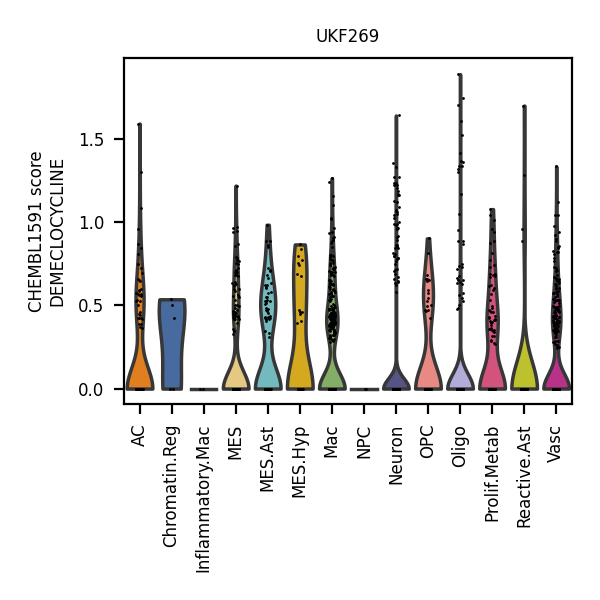 UKF269
CHEMBL1591 score
DEMECLOCYCLINE
1.5
1.0
0.5
0.0
AC
Chromatin.Reg
Inflammatory.Mac
MES
MES.Ast
MES.Hyp
Mac
NPC
Neuron
OPC
Oligo
Prolif.Metab
Reactive.Ast
Vasc